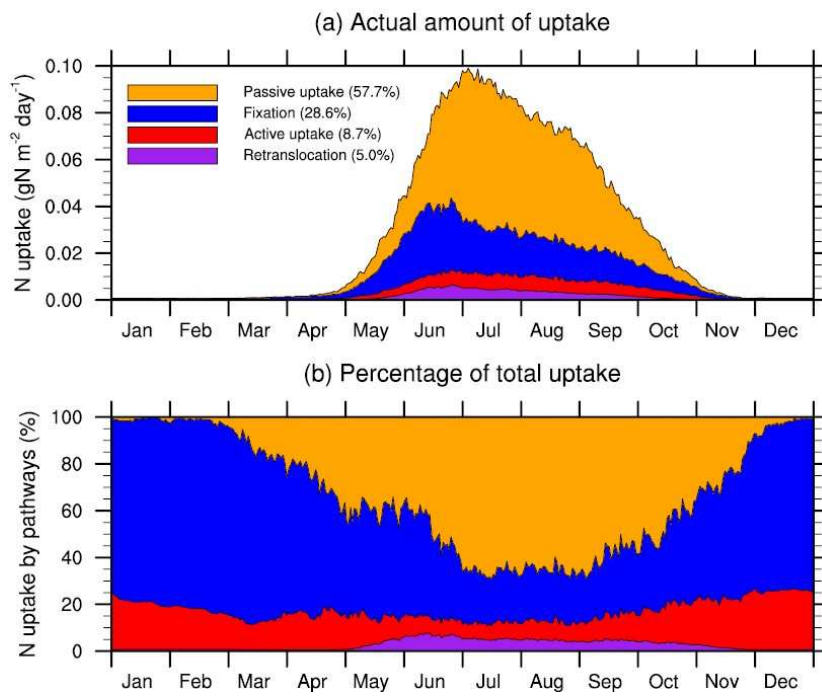 (a) Actual amount of uptake
N uptake (gN m⁻² day⁻¹)
0.10
0.08
0.06
0.04
0.02
0.00
Passive uptake (57.7%)
Fixation (28.6%)
Active uptake (8.7%)
Retranslocation (5.0%)
Jan Feb Mar Apr May Jun Jul Aug Sep Oct Nov Dec
(b) Percentage of total uptake
N uptake by pathways (%)
100
80
60
40
20
0
Jan Feb Mar Apr May Jun Jul Aug Sep Oct Nov Dec